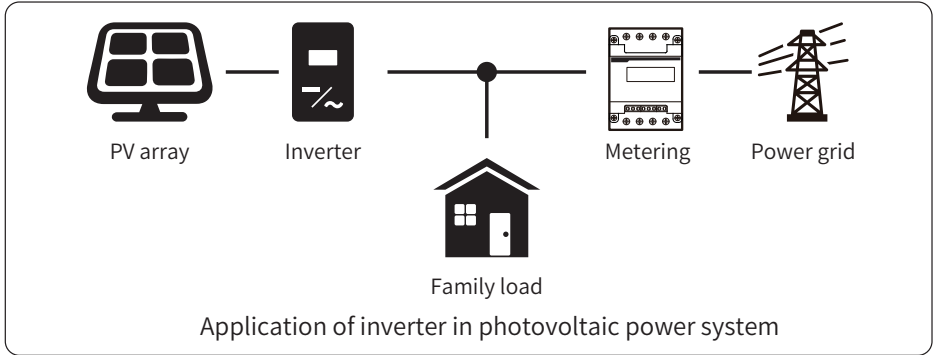 PV array
Inverter
Metering
Power grid
Family load
Application of inverter in photovoltaic power system